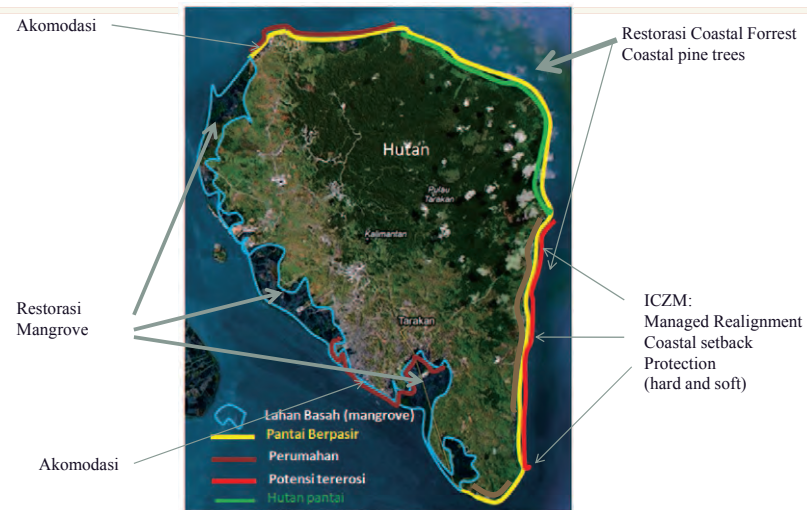 Akomodasi
Restorasi Coastal Forrest
Coastal pine trees
Hutan
Pulau
Tarakan
Kalimantan
Restorasi
Mangrove
ICZM:
Managed Realignment
Coastal setback
Protection
(hard and soft)
Tarakan
Akomodasi
Lahan Basah (mangrove)
Pantai Berpasir
Perumahan
Potensi tererosi
Hutan pantai